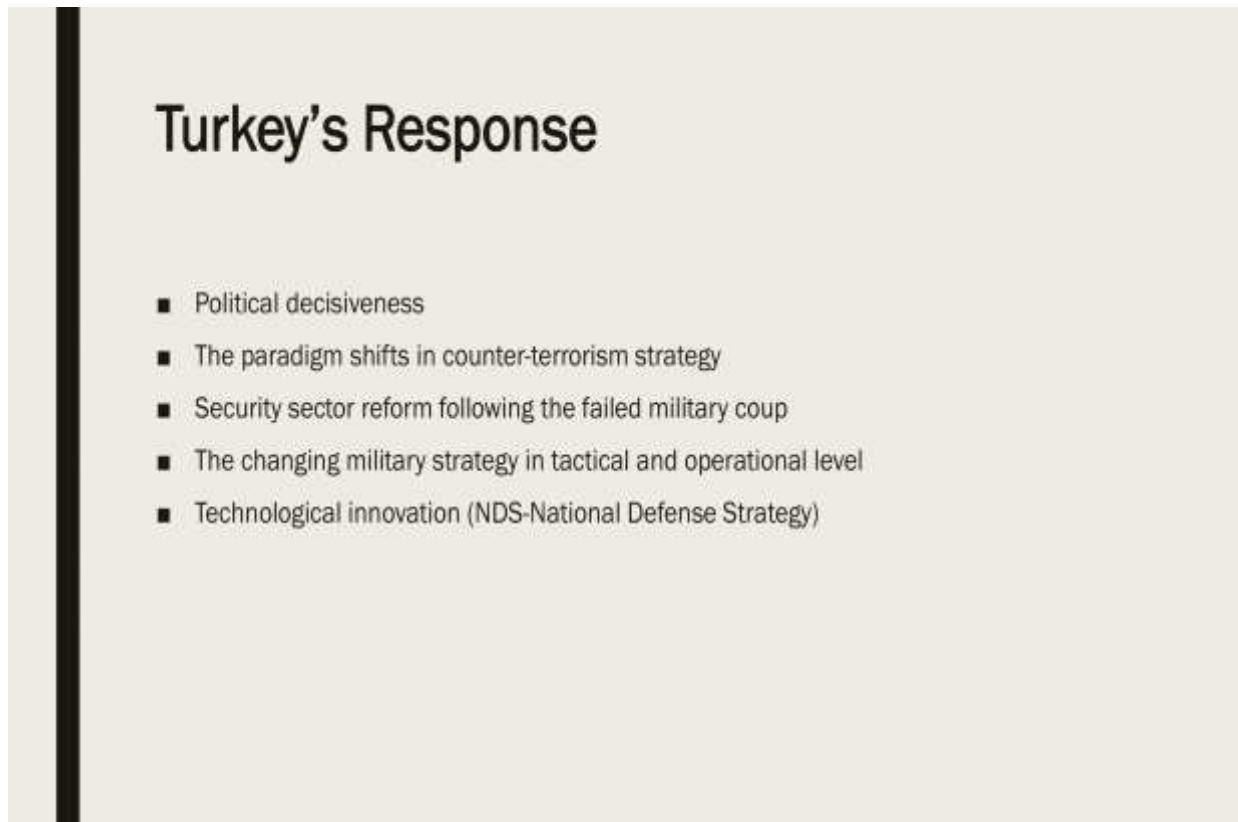 Turkey’s Response
■ Political decisiveness
■ The paradigm shifts in counter-terrorism strategy
■ Security sector reform following the failed military coup
■ The changing military strategy in tactical and operational level
■ Technological innovation (NDS-National Defense Strategy)